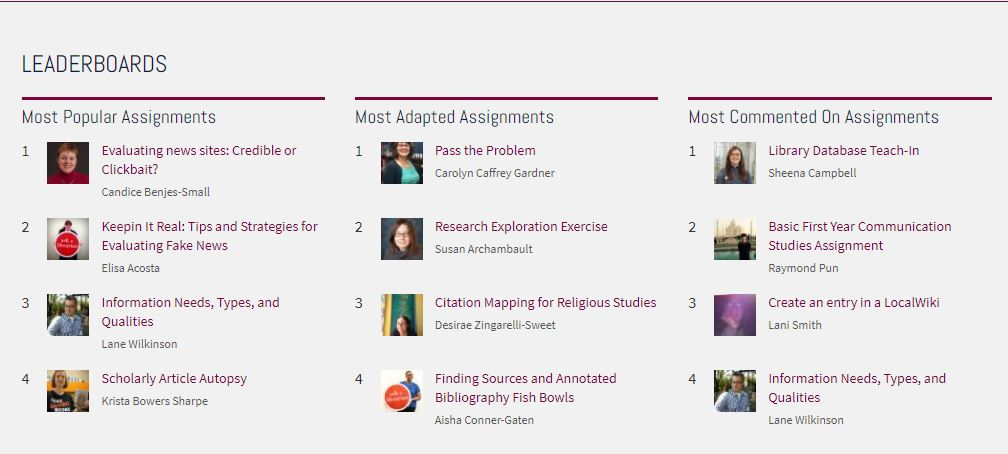 LEADERBOARDS
Most Popular Assignments
1
Evaluating news sites: Credible or
Clickbait?
Candice Benjes-Small
2
Keepin It Real: Tips and Strategies for
Evaluating Fake News
Elisa Acosta
3
Information Needs, Types, and
Qualities
Lane Wilkinson
4
Scholarly Article Autopsy
Krista Bowers Sharpe
Most Adapted Assignments
1
Pass the Problem
Carolyn Caffrey Gardner
2
Research Exploration Exercise
Susan Archambault
3
Citation Mapping for Religious Studies
Desirae Zingarelli-Sweet
4
Finding Sources and Annotated
Bibliography Fish Bowls
Aisha Conner-Gaten
Most Commented On Assignments
1
Library Database Teach-In
Sheena Campbell
2
Basic First Year Communication
Studies Assignment
Raymond Pun
3
Create an entry in a LocalWiki
Lani Smith
4
Information Needs, Types, and
Qualities
Lane Wilkinson